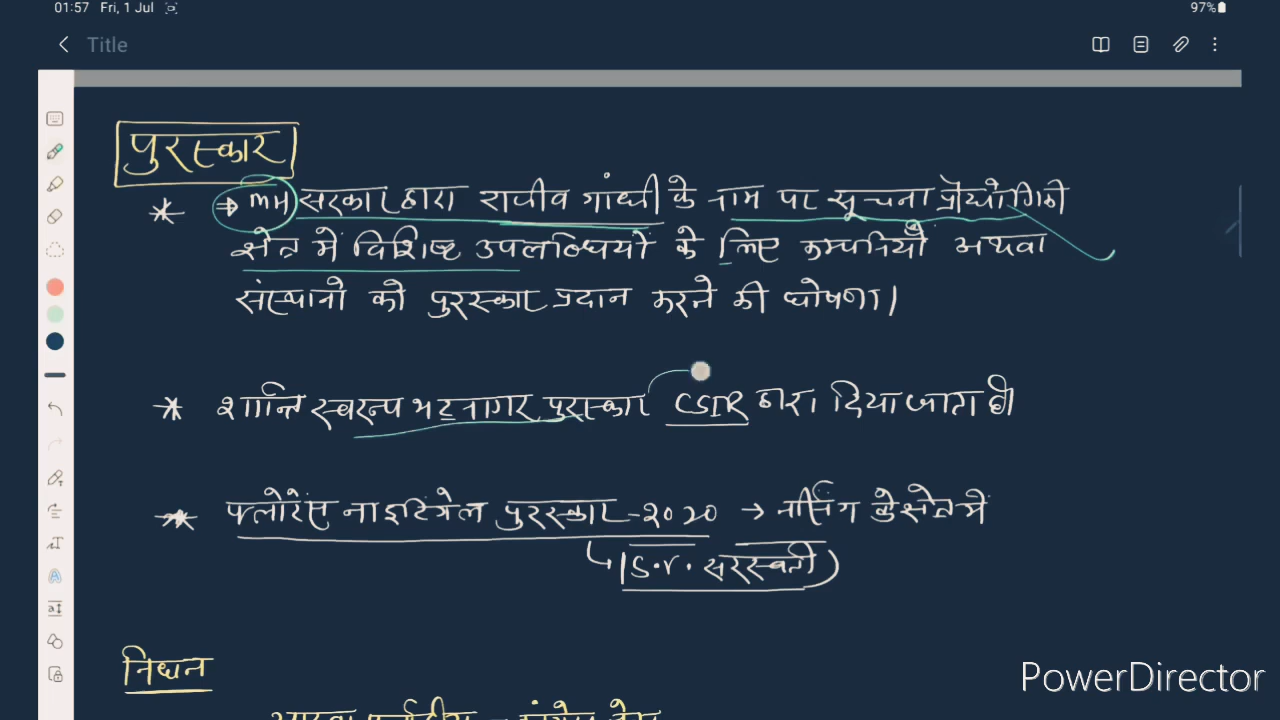 01:57 Fri, 1 Jul
97%
Title
पुरस्कार
* → MH सरकार द्वारा राजीव गांधी के नाम पर सूचना प्रोयोगिकी
क्षेत्र में विशिष्ट उपलब्धियों के लिए कम्पनियों अथवा
संस्थानो को पुरस्कार प्रदान करने की घोषणा।
* शान्ति स्वरूप भटनागर पुरस्कार CSIR द्वारा दिया जाता है
* फ्लोरेंस नाइटिंगेल पुरस्कार-2020 → नर्सिंग के क्षेत्र में
(S.V. सरस्वती)
निधन
PowerDirector